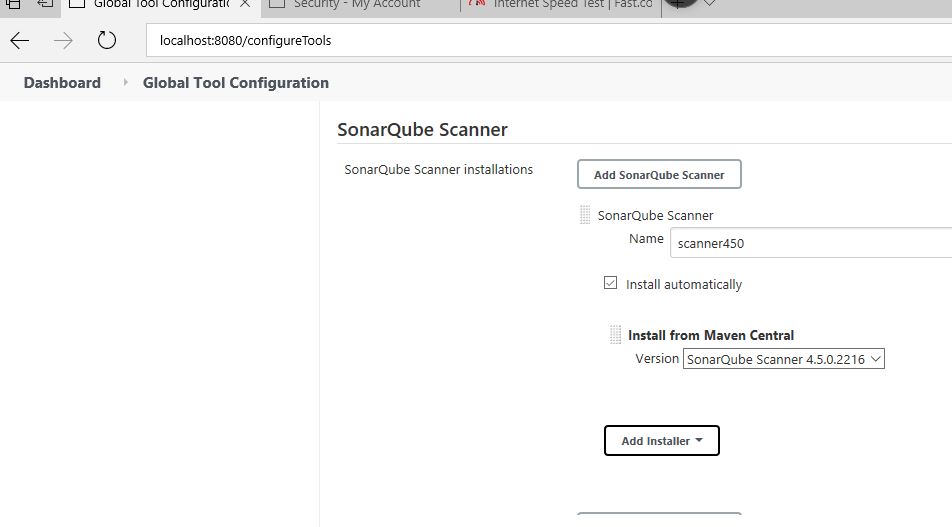 Global Tool Configurati
Security - My Account
Internet Speed Test | Fast.co
localhost:8080/configureTools
Dashboard
Global Tool Configuration
SonarQube Scanner
SonarQube Scanner installations
Add SonarQube Scanner
SonarQube Scanner
Name
scanner450
Install automatically
Install from Maven Central
Version
SonarQube Scanner 4.5.0.2216
Add Installer